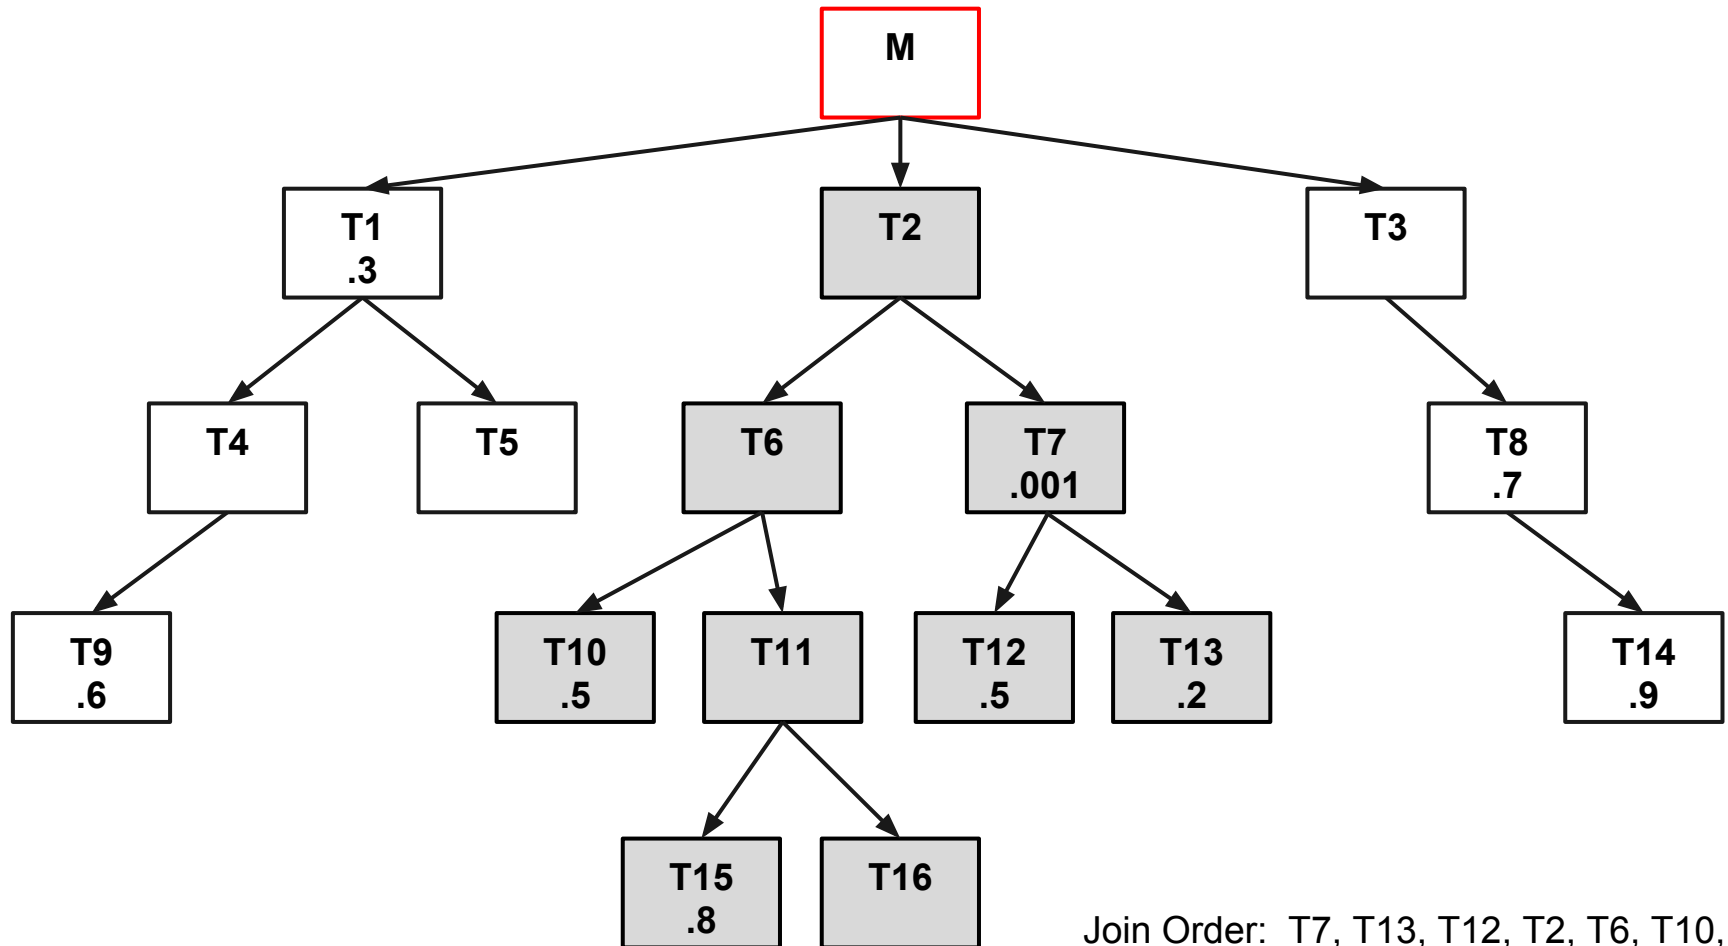 M
T1
.3
T2
T3
T4
T5
T6
T7
.001
T8
.7
T9
.6
T10
.5
T11
T12
.5
T13
.2
T14
.9
T15
.8
T16
Join Order: T7, T13, T12, T2, T6, T10,